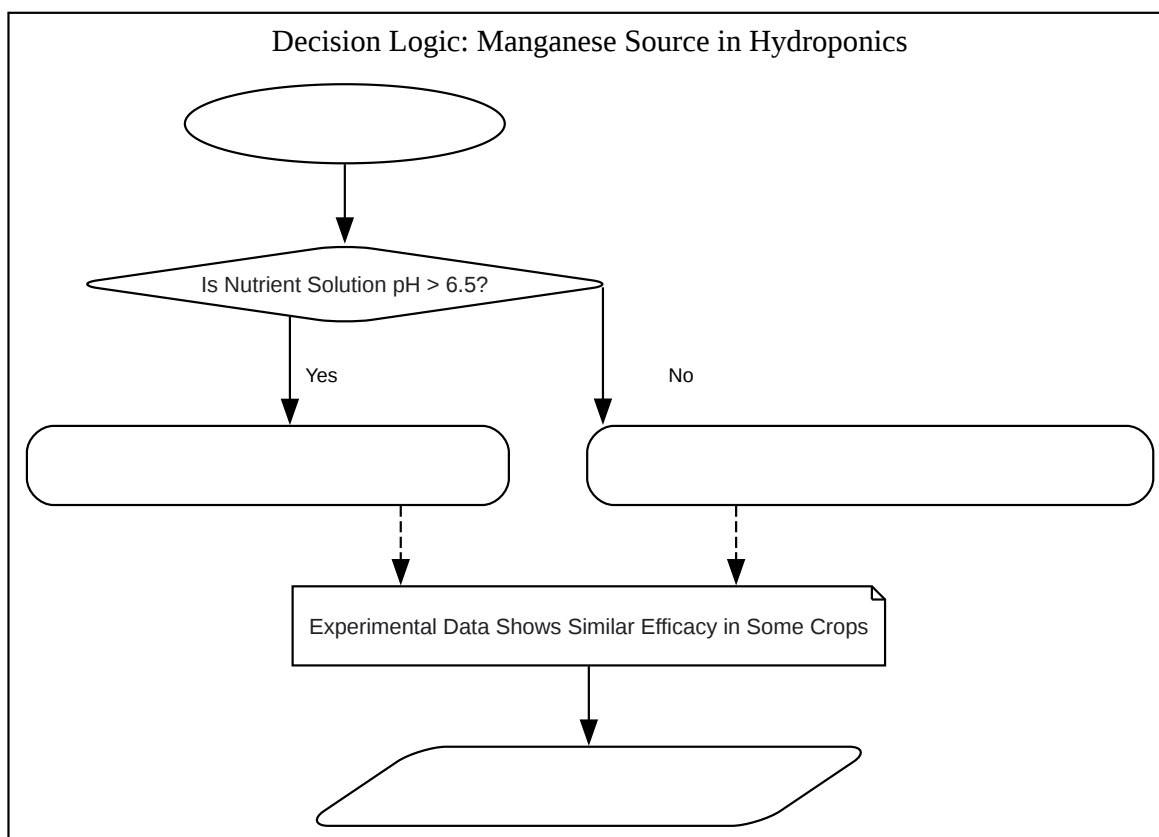 Decision Logic: Manganese Source in Hydroponics
Is Nutrient Solution pH > 6.5?
Yes
No
Experimental Data Shows Similar Efficacy in Some Crops